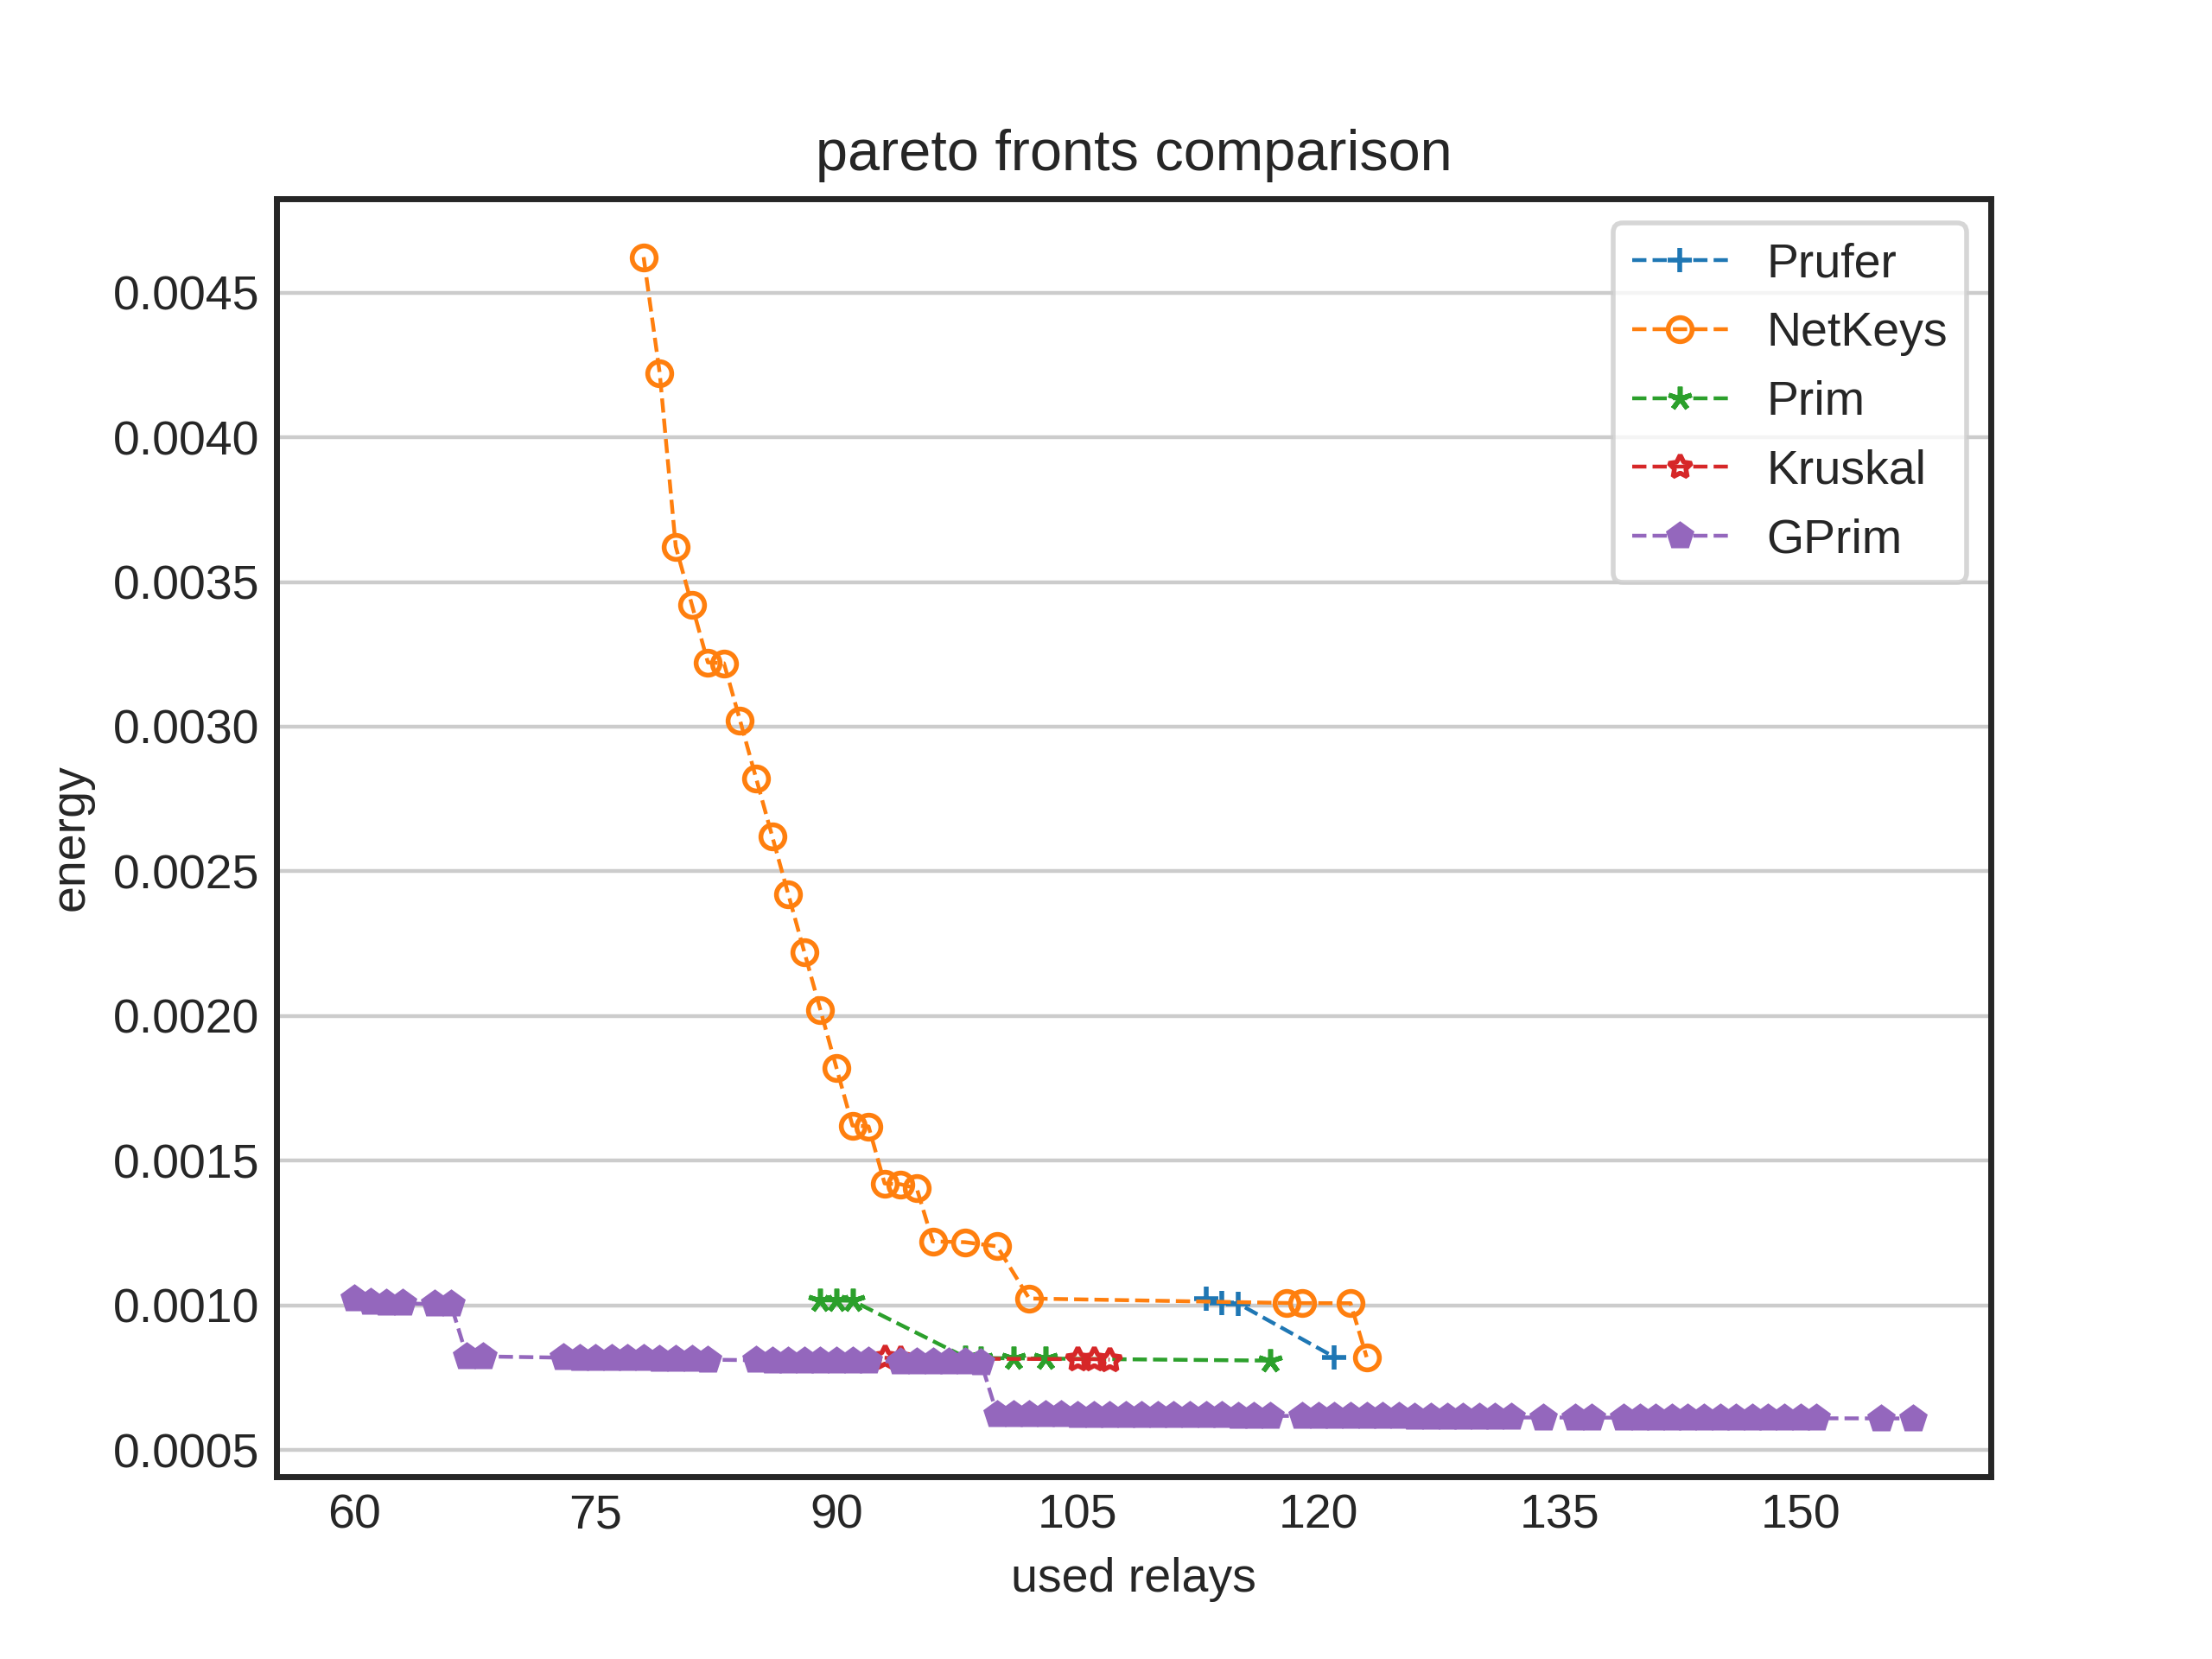 pareto fronts comparison
Prufer
NetKeys
Prim
Kruskal
GPrim
0.0045
0.0040
0.0035
0.0030
0.0025
0.0020
0.0015
0.0010
0.0005
energy
60 75 90 105 120 135 150
used relays